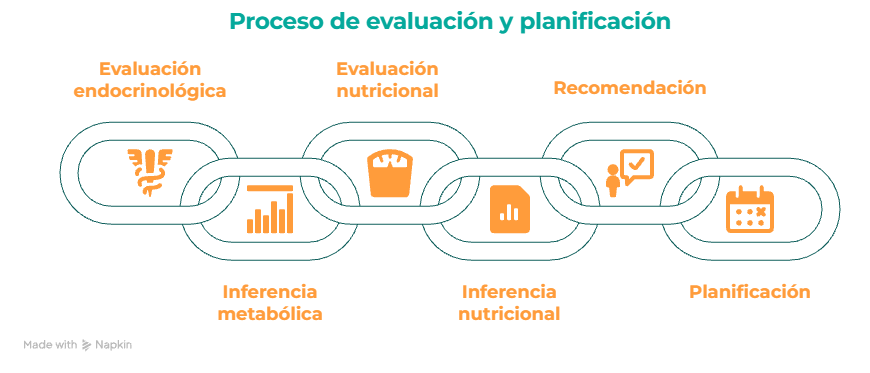 Proceso de evaluación y planificación
Evaluación
endocrinológica
Evaluación
nutricional
Recomendación
Inferencia
metabólica
Inferencia
nutricional
Planificación
Made with Napkin